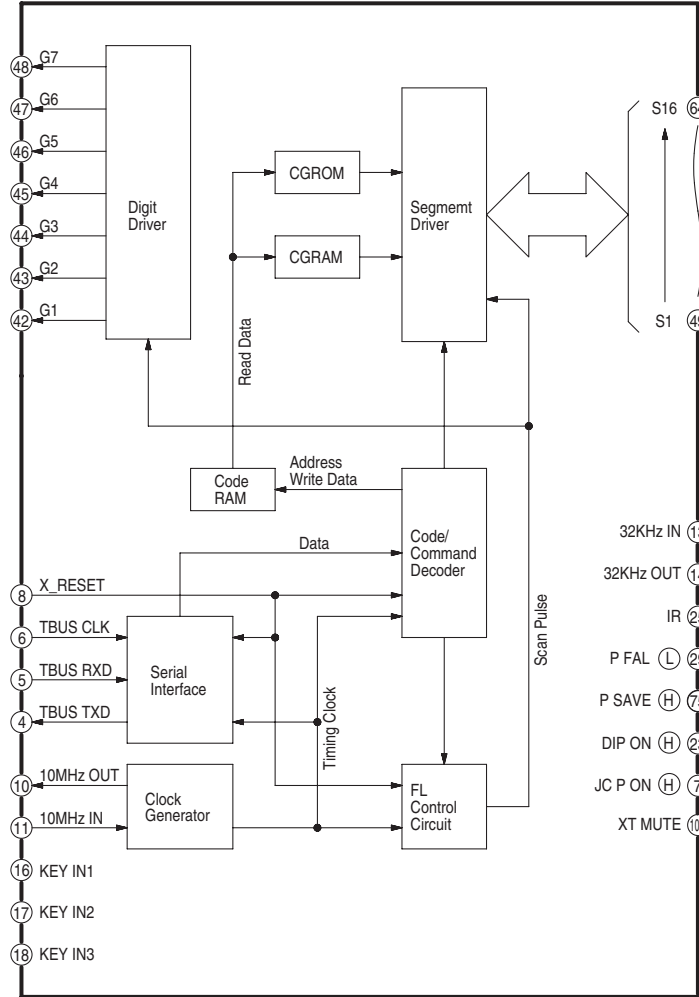 48 G7
47 G6
46 G5
45 G4
44 G3
43 G2
42 G1
Digit
Driver
CGROM
CGRAM
Segmemt
Driver
S16
S1
Read Data
Code
RAM
Address
Write Data
Data
Code/
Command
Decoder
Scan Pulse
8 X_RESET
6 TBUS CLK
5 TBUS RXD
4 TBUS TXD
Serial
Interface
Timing Clock
10 10MHz OUT
11 10MHz IN
Clock
Generator
FL
Control
Circuit
16 KEY IN1
17 KEY IN2
18 KEY IN3
32KHz IN
32KHz OUT
IR
P FAL L
P SAVE H
DIP ON H
JC P ON H
XT MUTE